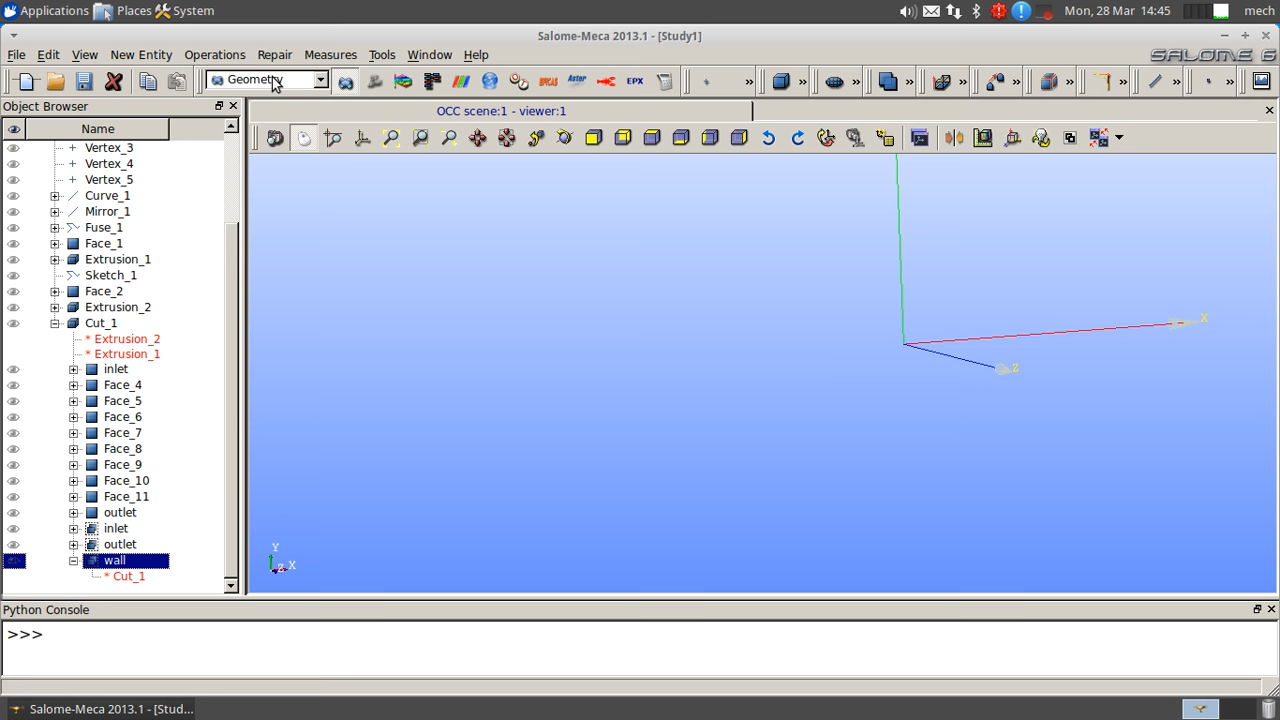 Applications Places System Mon, 28 Mar 14:45 mech
Salome-Meca 2013.1 - [Study1]
File Edit View New Entity Operations Repair Measures Tools Window Help SALOME 6
Geometry EFICAS Aster EPX » » » » » » » » »
Object Browser
OCC scene:1 - viewer:1
Name
Vertex_3
Vertex_4
Vertex_5
Curve_1
Mirror_1
Fuse_1
Face_1
Extrusion_1
Sketch_1
Face_2
Extrusion_2
Cut_1
* Extrusion_2
* Extrusion_1
inlet
Face_4
Face_5
Face_6
Face_7
Face_8
Face_9
Face_10
Face_11
outlet
inlet
outlet
wall
* Cut_1
X
Z
Y
Z X
Python Console
>>>
Salome-Meca 2013.1 - [Stud...